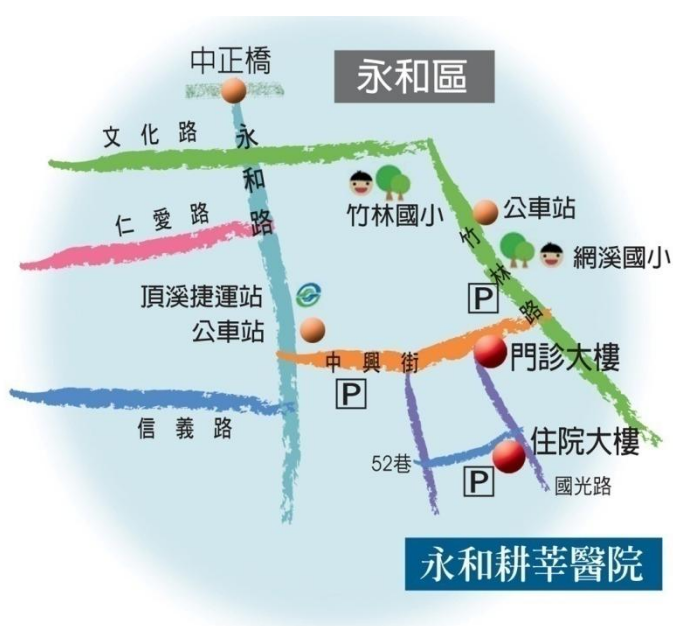 中正橋
永和區
文化路
永和路
仁愛路
竹林國小
公車站
竹林路
網溪國小
頂溪捷運站
公車站
P
中興街
門診大樓
P
信義路
52巷
住院大樓
P
國光路
永和耕莘醫院